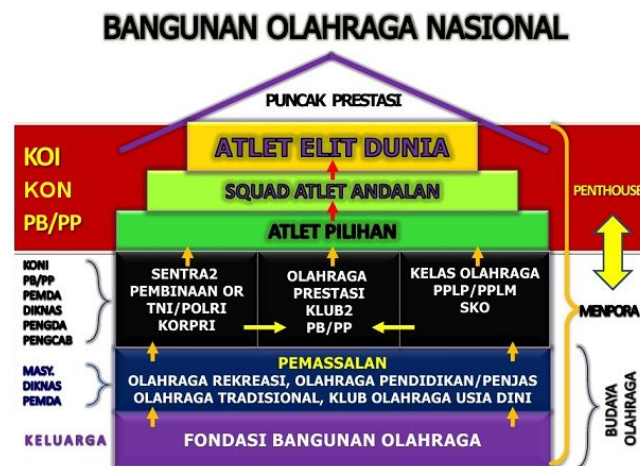 BANGUNAN OLAHRAGA NASIONAL
PUNCAK PRESTASI
KOI
KON
PB/PP
ATLET ELIT DUNIA
SQUAD ATLET ANDALAN
ATLET PILIHAN
PENTHOUSE
KONI
PB/PP
PEMDA
DIKNAS
PENGDA
PENGCAB
SENTRA2
PEMBINAAN OR
TNI/POLRI
KORPRI
OLAHRAGA
PRESTASI
KLUB2
PB/PP
KELAS OLAHRAGA
PPLP/PPLM
SKO
MENPORA
MASY.
DIKNAS
PEMDA
PEMASSALAN
OLAHRAGA REKREASI, OLAHRAGA PENDIDIKAN/PENJAS
OLAHRAGA TRADISIONAL, KLUB OLAHRAGA USIA DINI
BUDAYA
OLAHRAGA
KELUARGA
FONDASI BANGUNAN OLAHRAGA